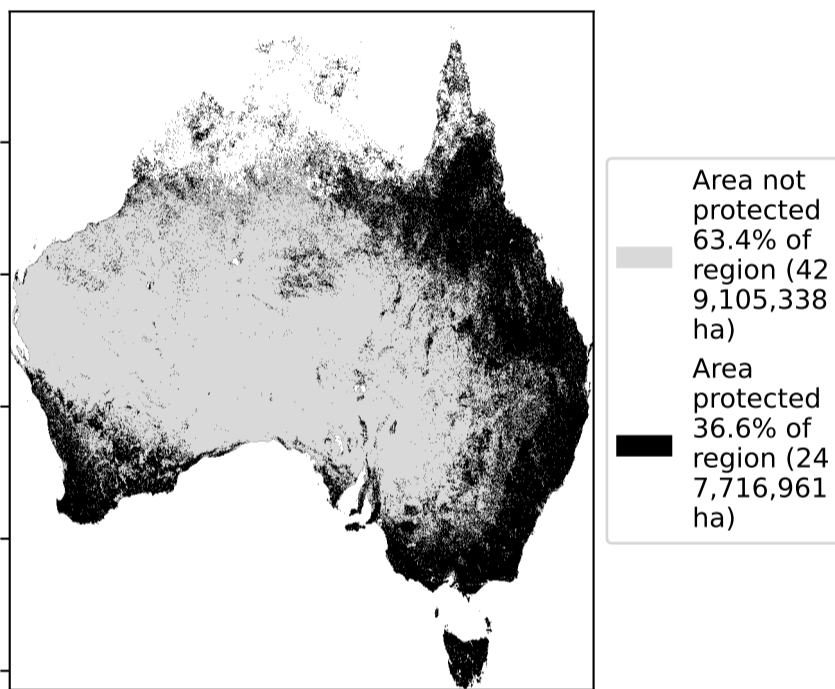 Area not
protected
63.4% of
region (42
9,105,338
ha)
Area
protected
36.6% of
region (24
7,716,961
ha)